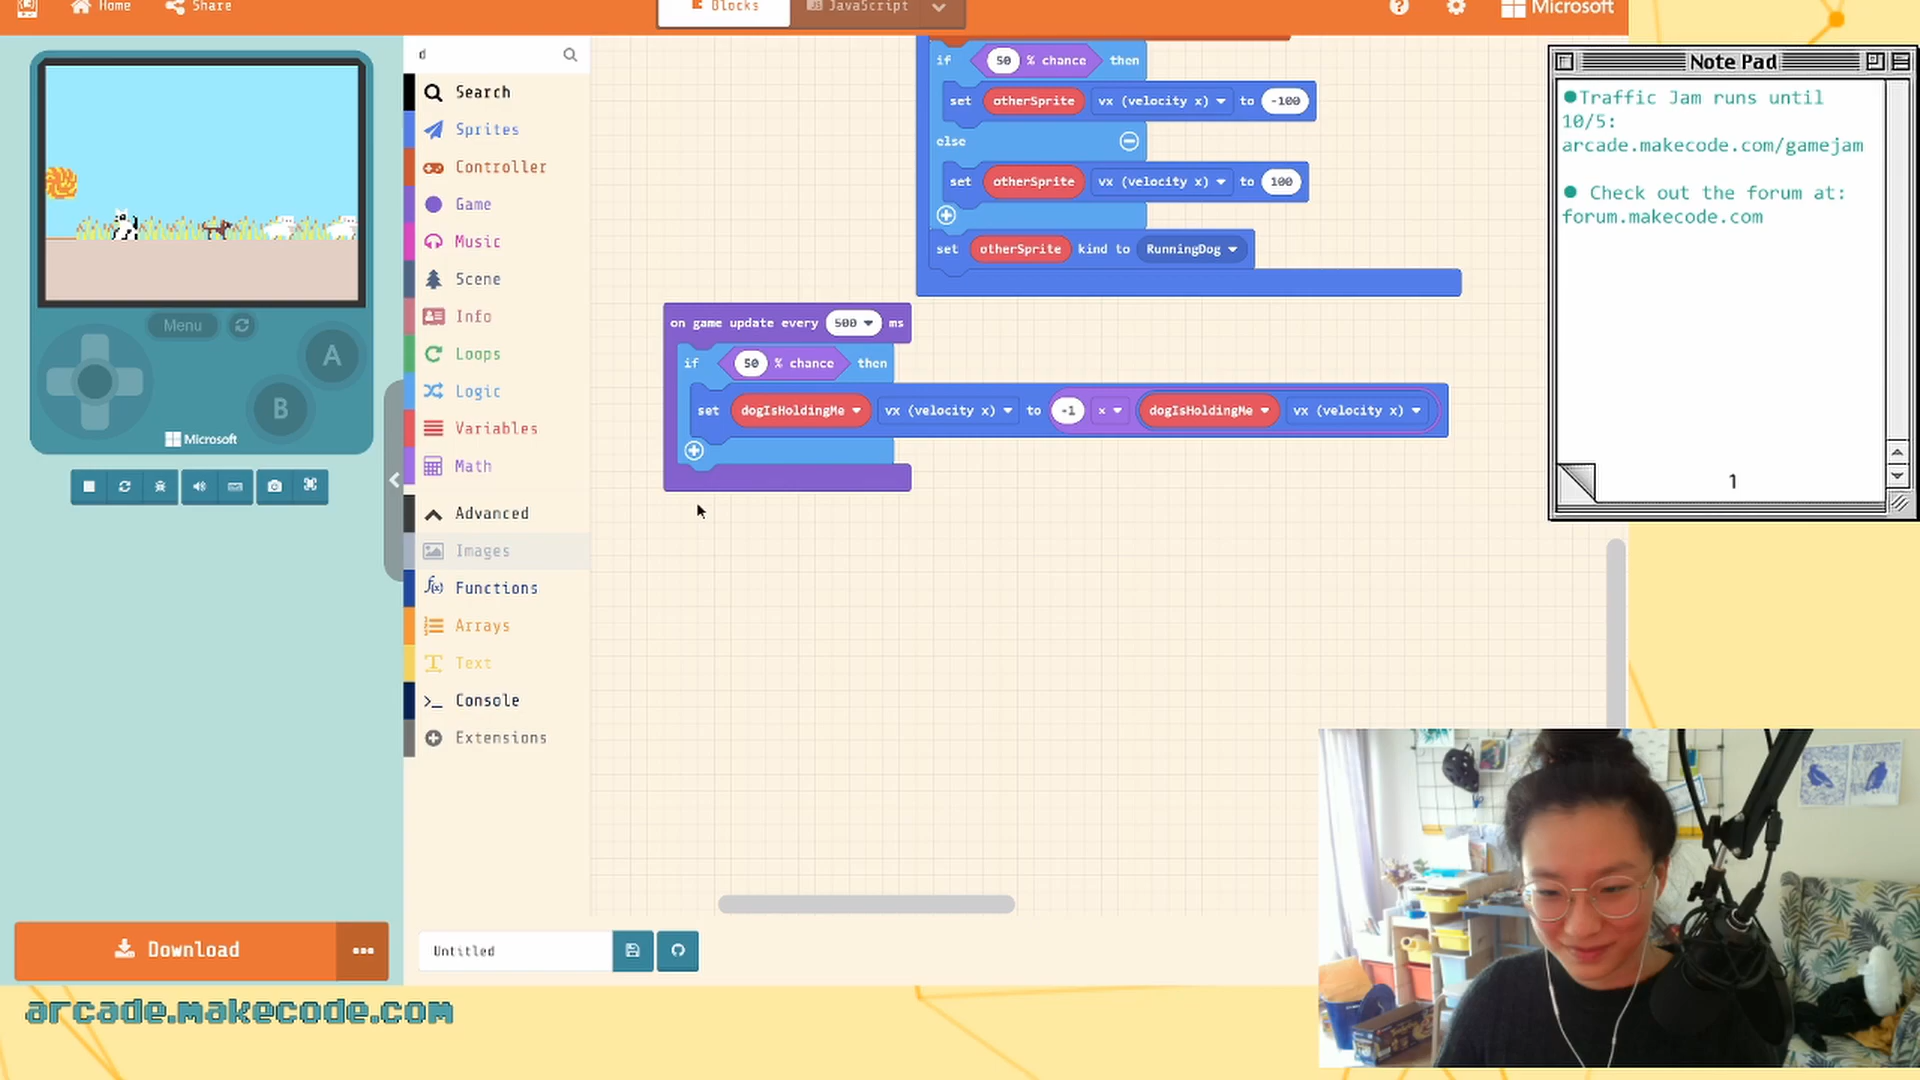 Home
Share
Blocks
JavaScript
Microsoft
Menu
A
B
Microsoft
Download
Untitled
d
Search
Sprites
Controller
Game
Music
Scene
Info
Loops
Logic
Variables
Math
Advanced
Images
Functions
Arrays
Text
Console
Extensions
if 50 % chance then
set otherSprite vx (velocity x) to -100
else
set otherSprite vx (velocity x) to 100
set otherSprite kind to RunningDog
on game update every 500 ms
if 50 % chance then
set dogIsHoldingMe vx (velocity x) to -1 × dogIsHoldingMe vx (velocity x)
Note Pad
●Traffic Jam runs until
10/5:
arcade.makecode.com/gamejam
● Check out the forum at:
forum.makecode.com
1
arcade.makecode.com